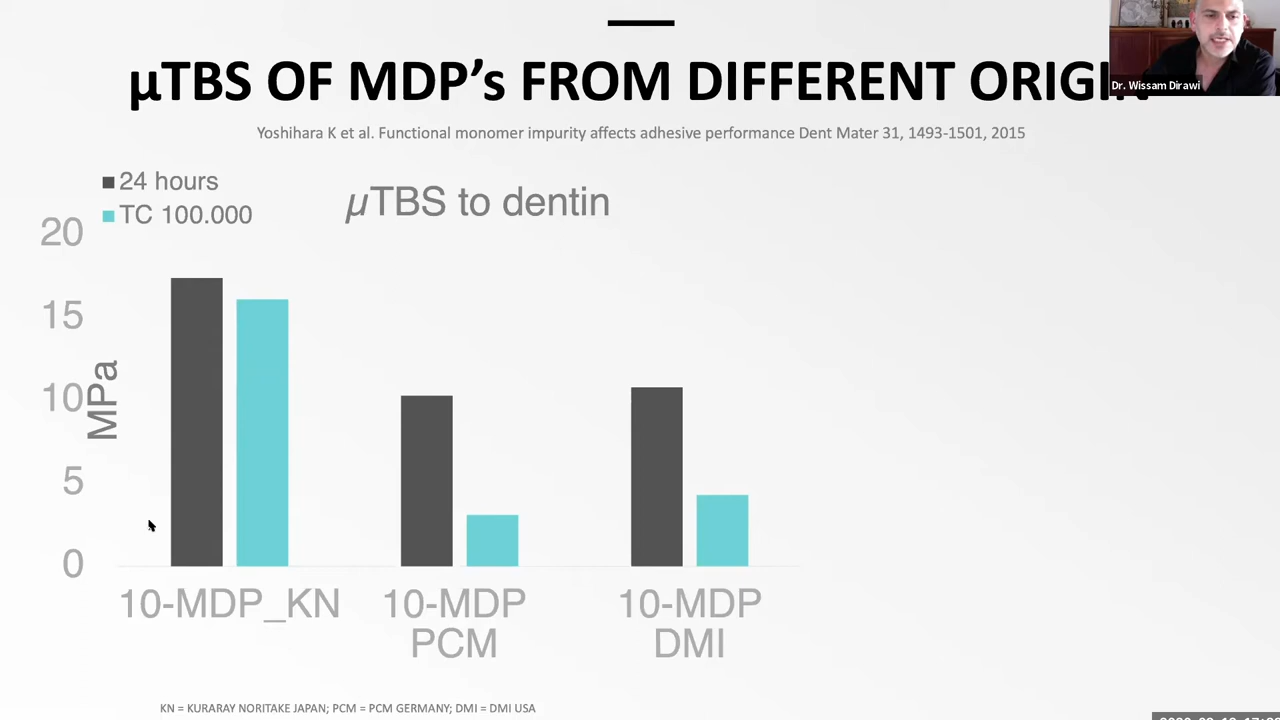 µTBS OF MDP's FROM DIFFERENT ORIGIN
Dr. Wissam Dirawi
Yoshihara K et al. Functional monomer impurity affects adhesive performance Dent Mater 31, 1493-1501, 2015
24 hours
TC 100.000
µTBS to dentin
20
15
10
5
0
MPa
10-MDP_KN
10-MDP
PCM
10-MDP
DMI
KN = KURARAY NORITAKE JAPAN; PCM = PCM GERMANY; DMI = DMI USA